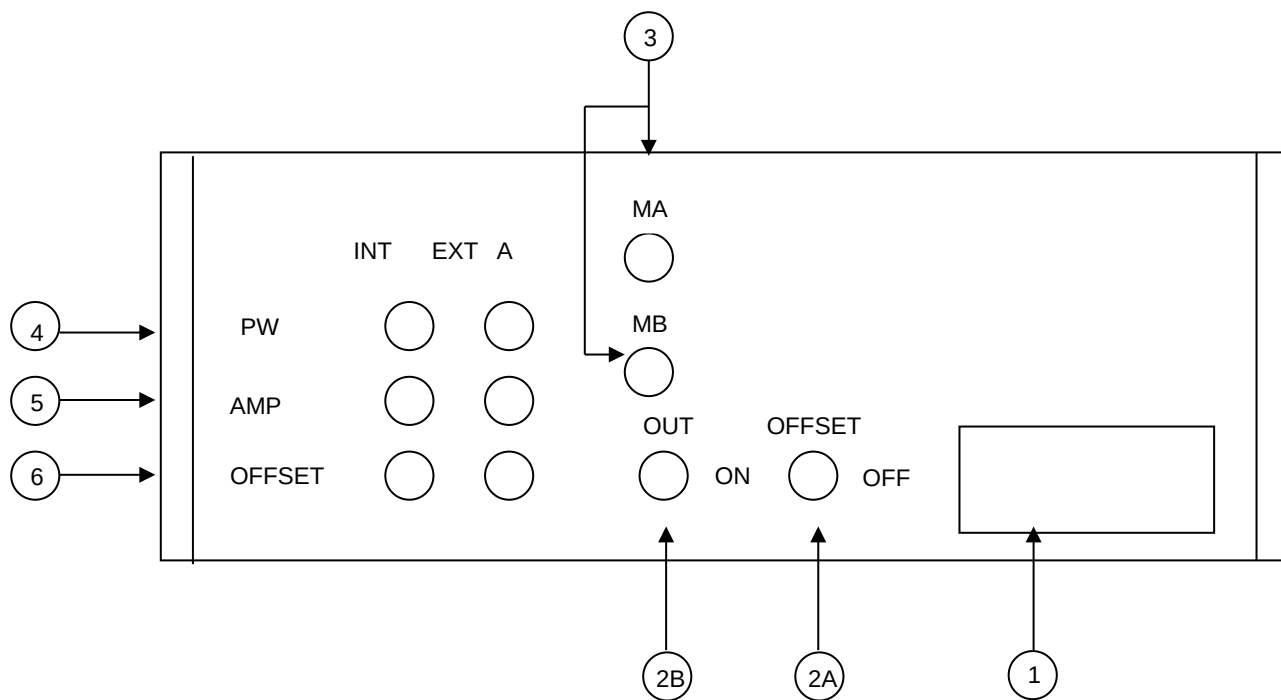 3
MA
INT EXT A
4 PW MB
5 AMP
OUT OFFSET
6 OFFSET ON OFF
2B 2A 1